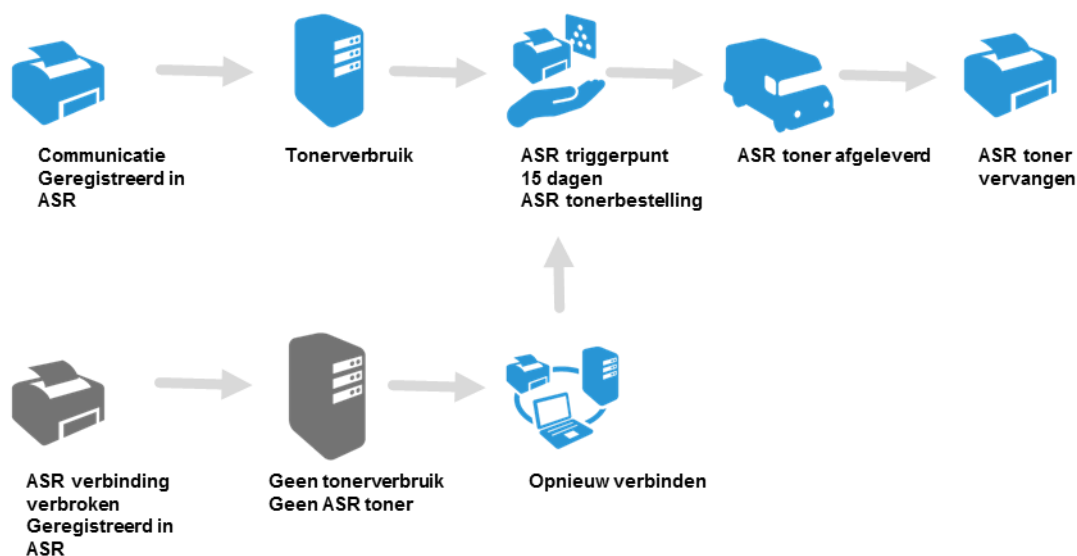 Communicatie
Geregistreerd in
ASR
Tonerverbruik
ASR triggerpunt
15 dagen
ASR tonerbestelling
ASR toner afgeleverd
ASR toner
vervangen
ASR verbinding
verbroken
Geregistreerd in
ASR
Geen tonerverbruik
Geen ASR toner
Opnieuw verbinden